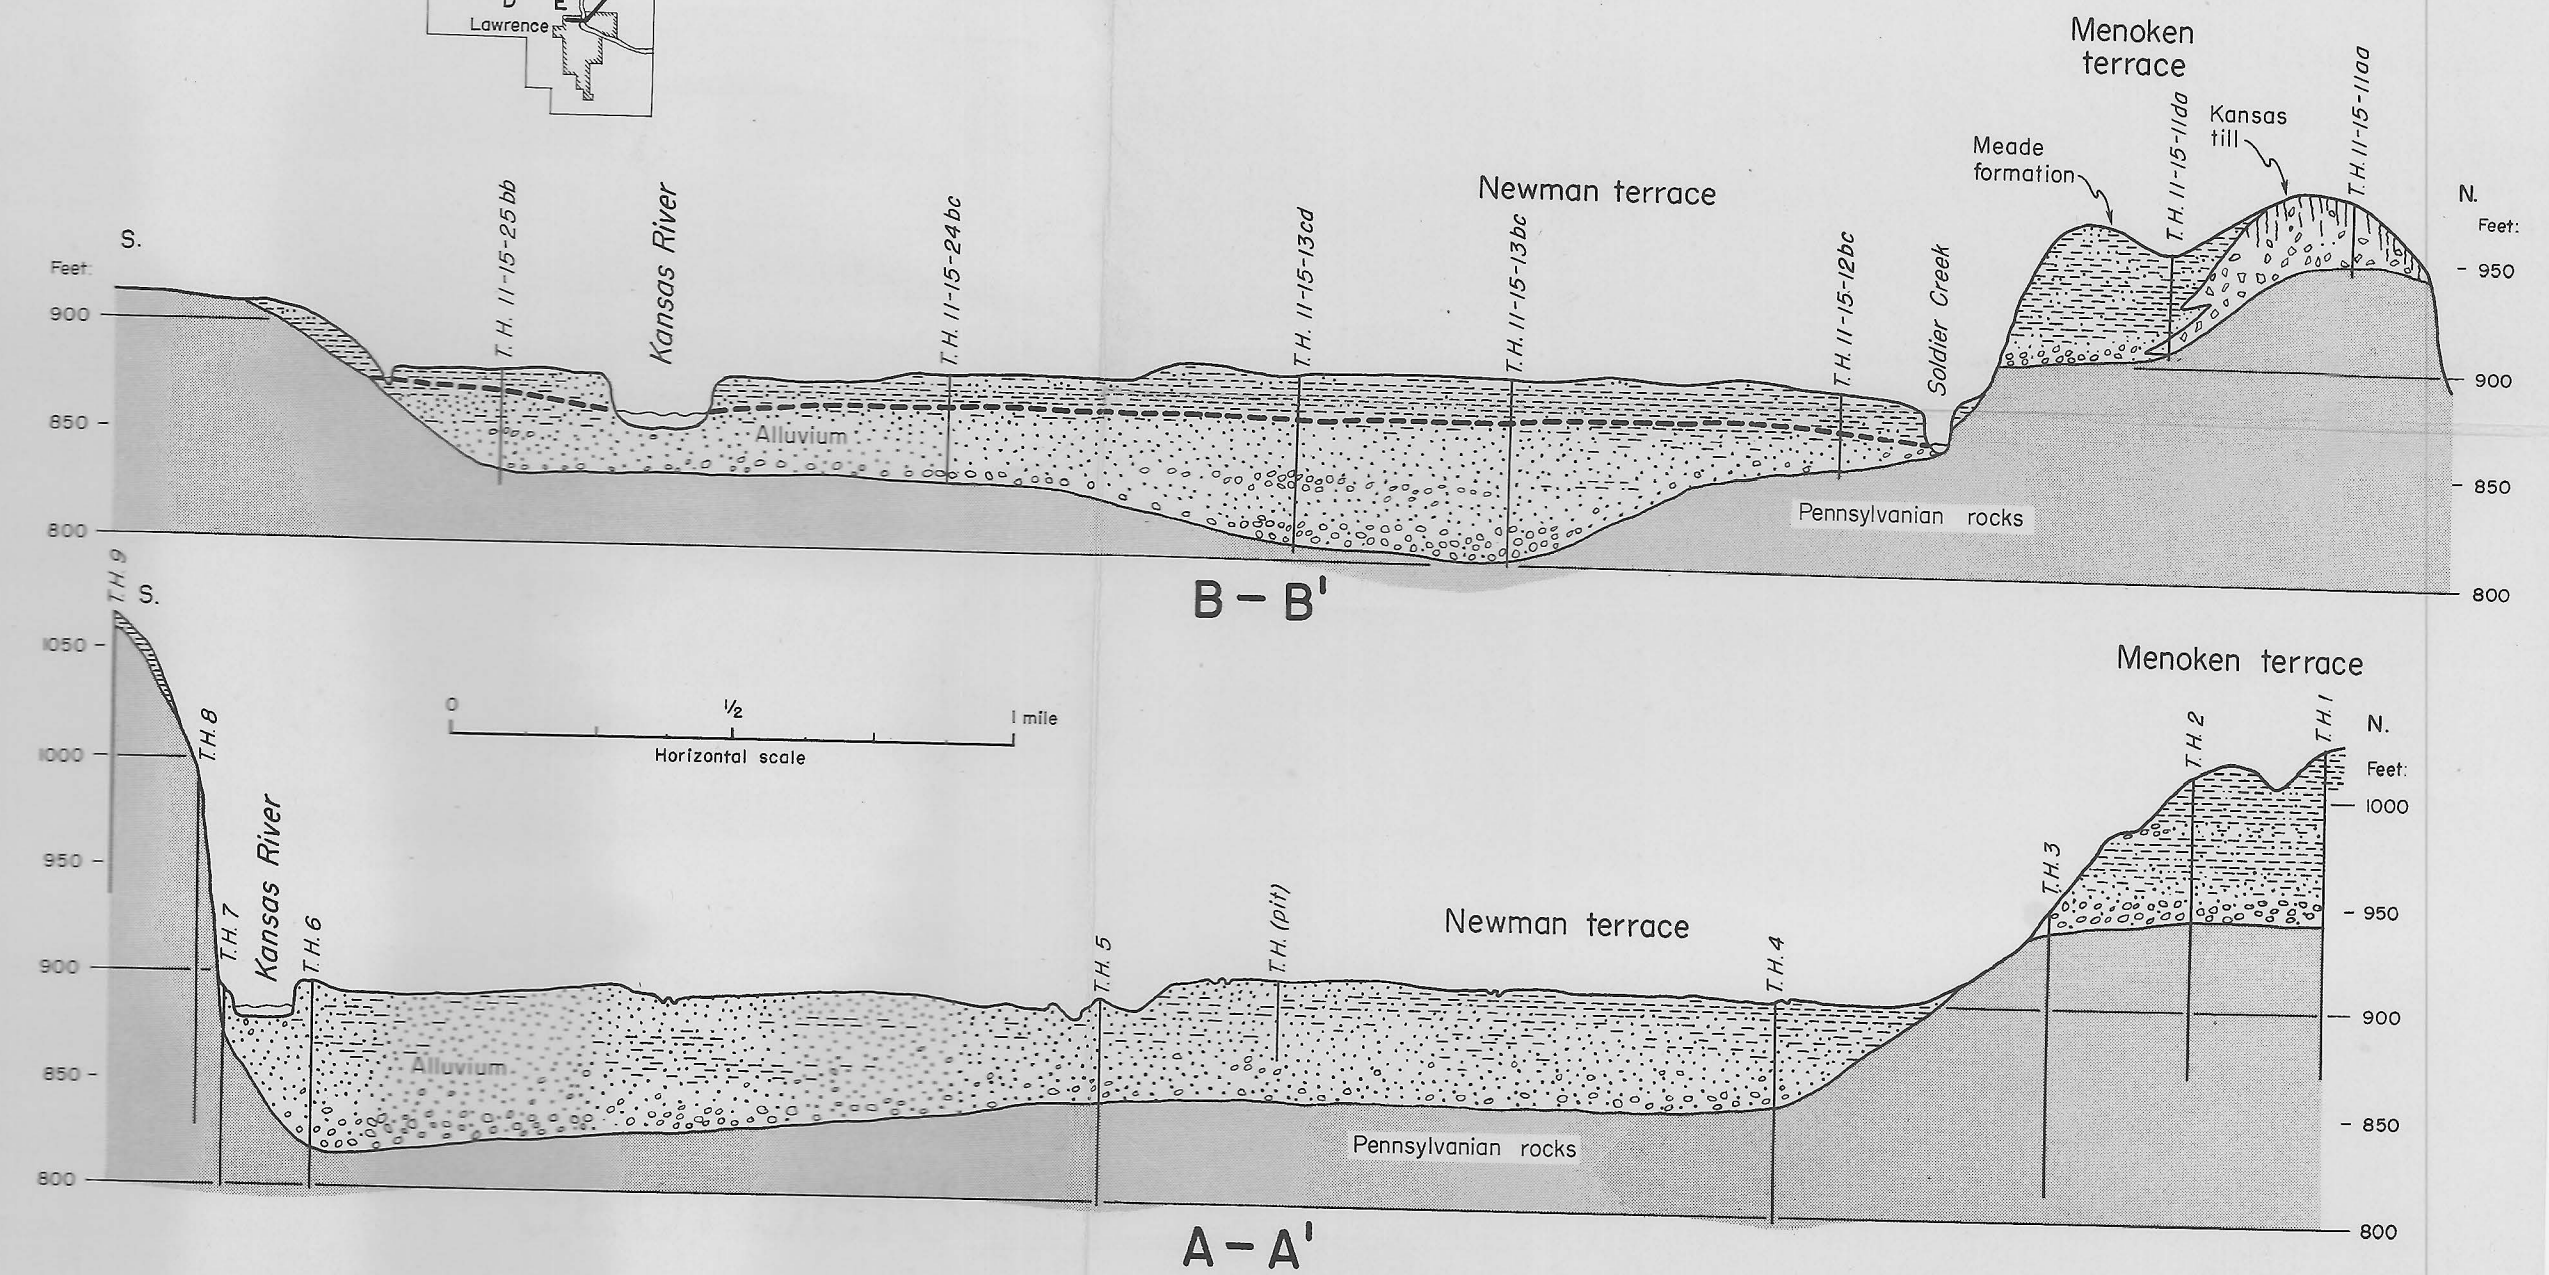 D E
Lawrence
Menoken
terrace
T.H. 11-15-11da
Kansas
till
T.H. 11-15-11aa
Meade
formation
Newman terrace
S.
N.
Feet:
Feet:
T. H. 11-15-25bb
Kansas River
T.H. 11-15-24bc
T.H. 11-15-13cd
T.H. 11-15-13bc
T.H. 11-15-12bc
Soldier Creek
900
850
800
950
900
850
800
Alluvium
Pennsylvanian rocks
B – B'
T.H. 9
S.
1050
1000
950
900
850
800
T.H. 8
T.H. 7
Kansas River
T.H. 6
0
1/2
1 mile
Horizontal scale
T.H. 5
T.H. (pit)
Newman terrace
T.H. 4
T.H. 3
Menoken terrace
T.H. 2
T.H. 1
N.
Feet:
1000
950
900
850
800
Alluvium
Pennsylvanian rocks
A – A'